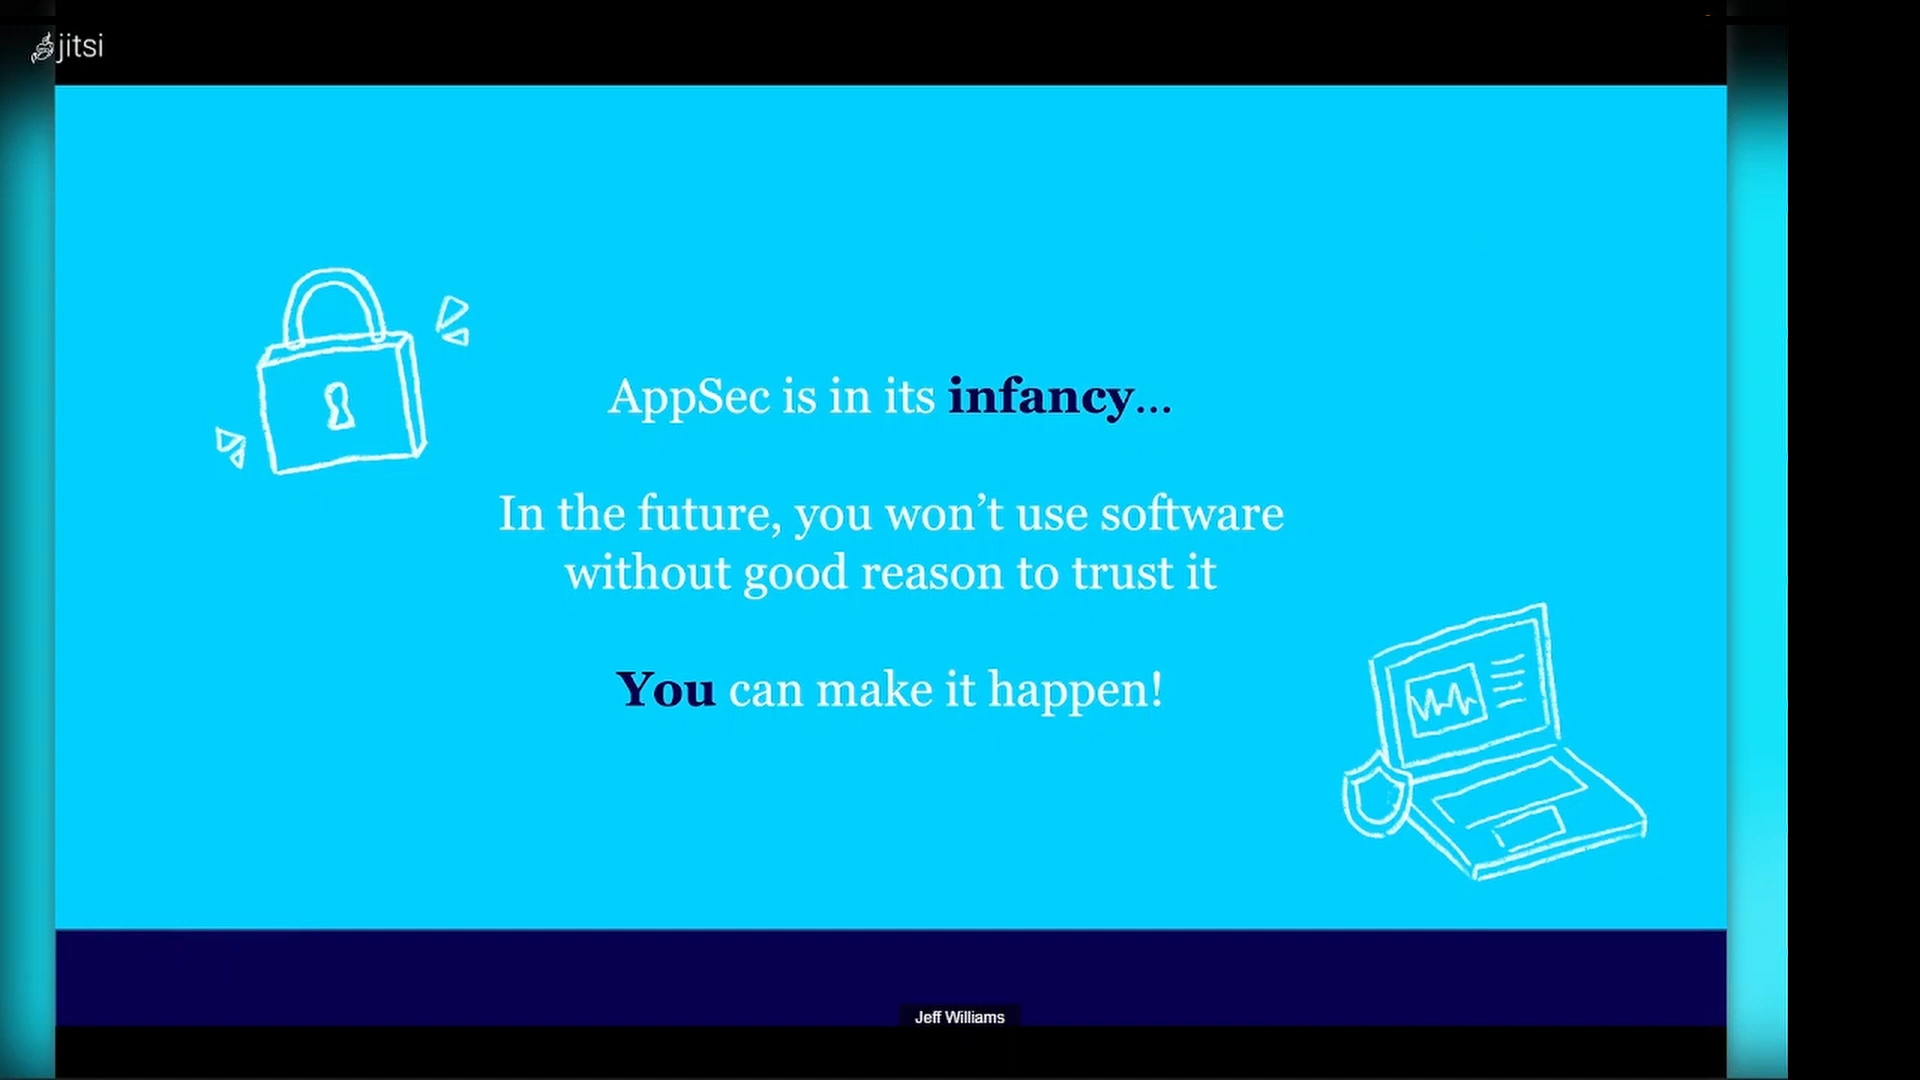 jitsi
AppSec is in its infancy...
In the future, you won’t use software
without good reason to trust it
You can make it happen!
Jeff Williams